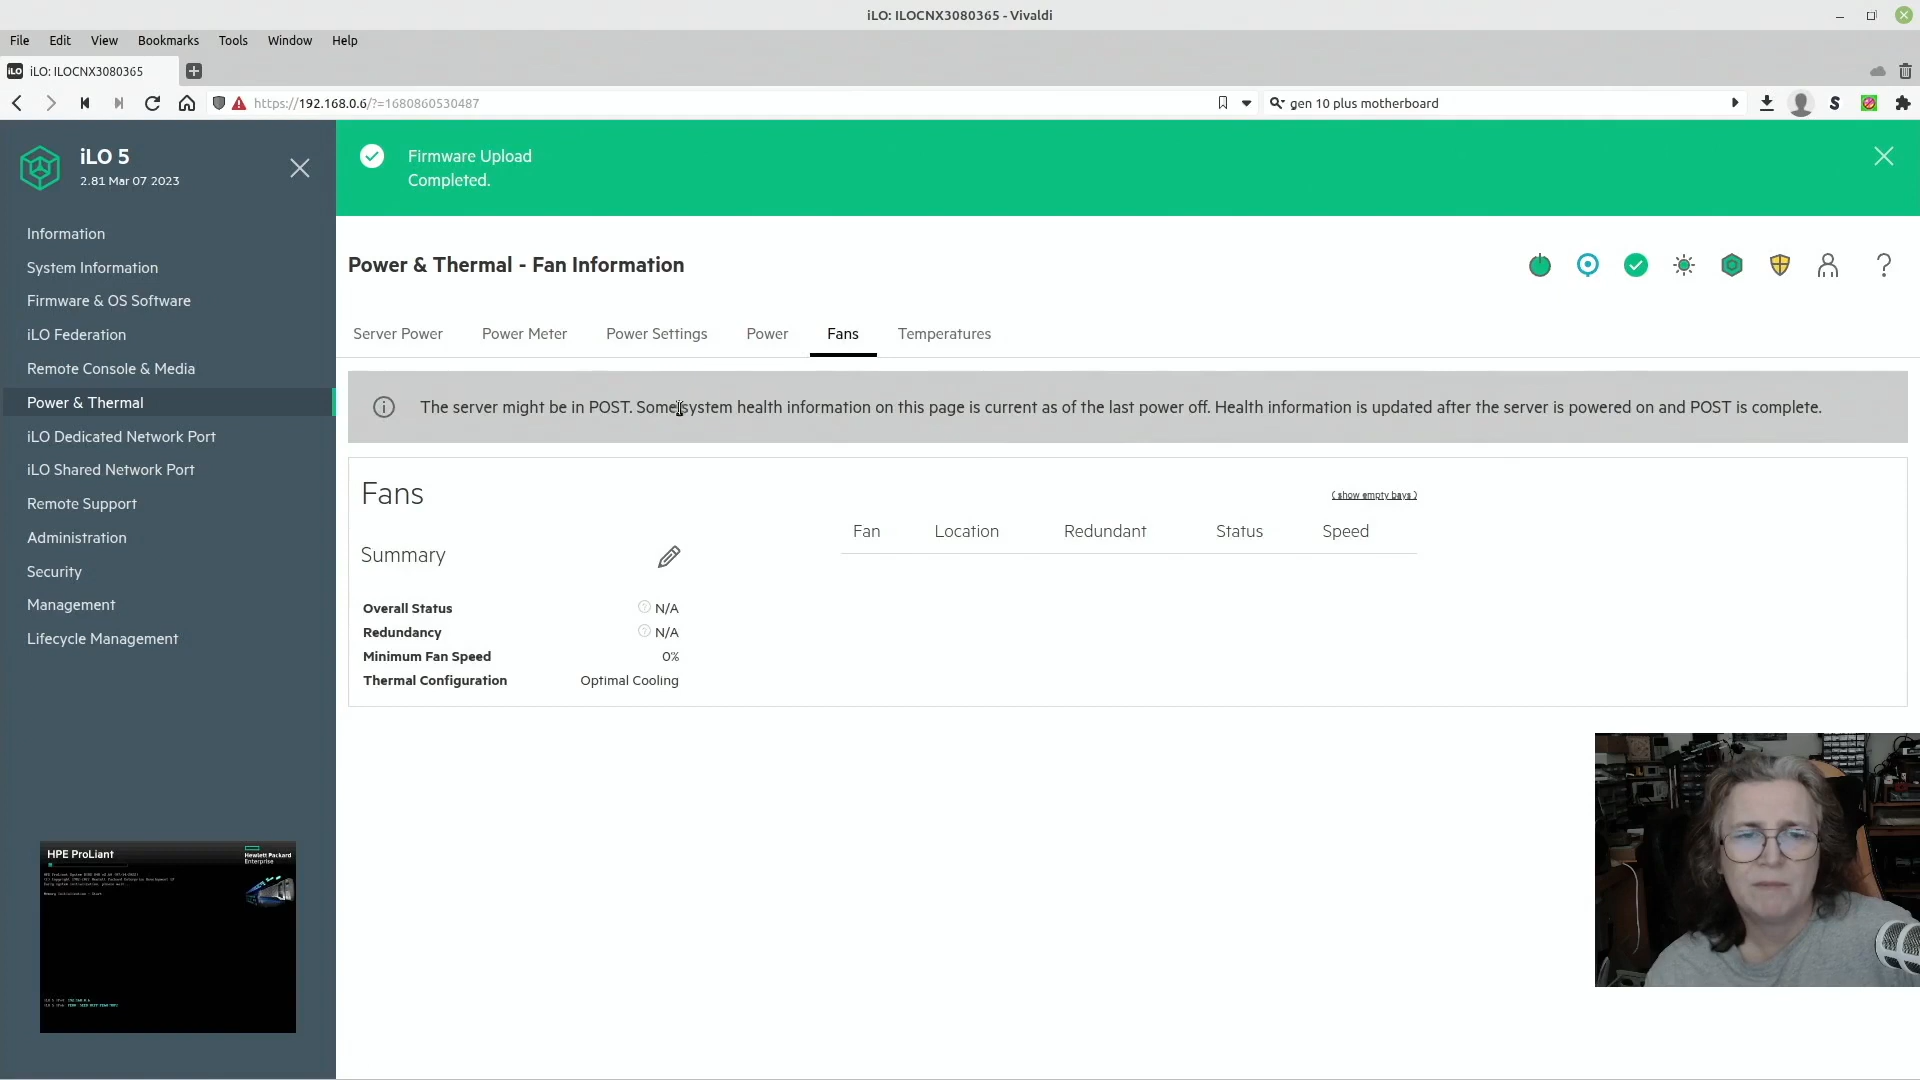 iLO: ILOCNX3080365 - Vivaldi
File Edit View Bookmarks Tools Window Help
iLO iLO: ILOCNX3080365
https://192.168.0.6/?=1680860530487 gen 10 plus motherboard S
iLO 5
2.81 Mar 07 2023
Information
System Information
Firmware & OS Software
iLO Federation
Remote Console & Media
Power & Thermal
iLO Dedicated Network Port
iLO Shared Network Port
Remote Support
Administration
Security
Management
Lifecycle Management
HPE ProLiant
Hewlett Packard
Enterprise
Firmware Upload
Completed.
Power & Thermal - Fan Information
?
Server Power Power Meter Power Settings Power Fans Temperatures
The server might be in POST. Some system health information on this page is current as of the last power off. Health information is updated after the server is powered on and POST is complete.
Fans
Summary
Overall Status ? N/A
Redundancy ? N/A
Minimum Fan Speed 0%
Thermal Configuration Optimal Cooling
( show empty bays )
Fan Location Redundant Status Speed